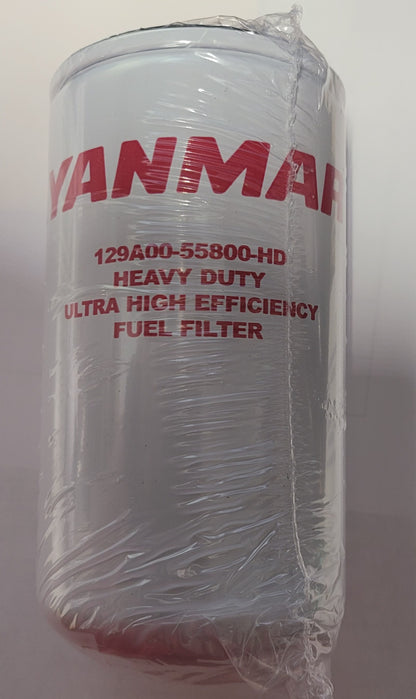 YANMAR
129A00-55800-HD
HEAVY DUTY
ULTRA HIGH EFFICIENCY
FUEL FILTER